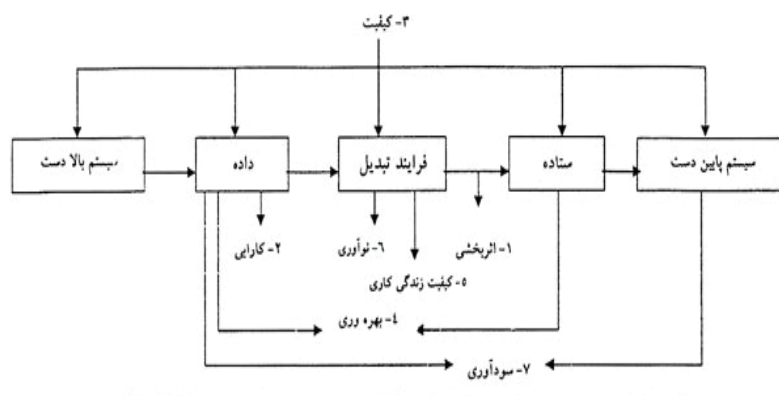 ۳- کیفیت
سیستم بالا دست
داده
فرایند تبدیل
ستاده
سیستم پایین دست
۲- کارایی
۶- نوآوری
۱- اثربخشی
۵- کیفیت زندگی کاری
۴- بهره وری
۷- سودآوری